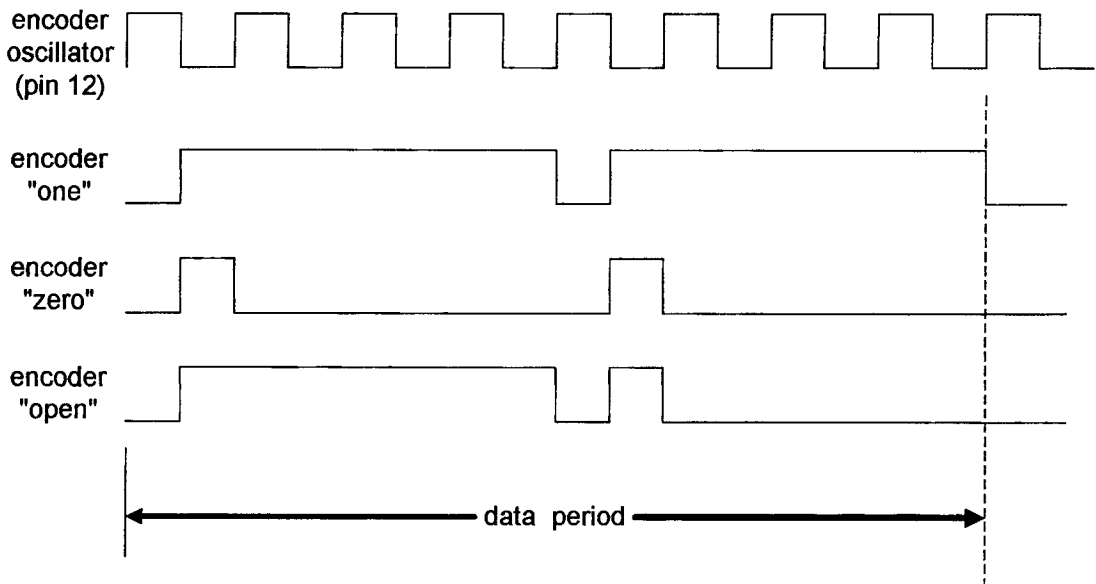 encoder
oscillator
(pin 12)
encoder
"one"
encoder
"zero"
encoder
"open"
data period